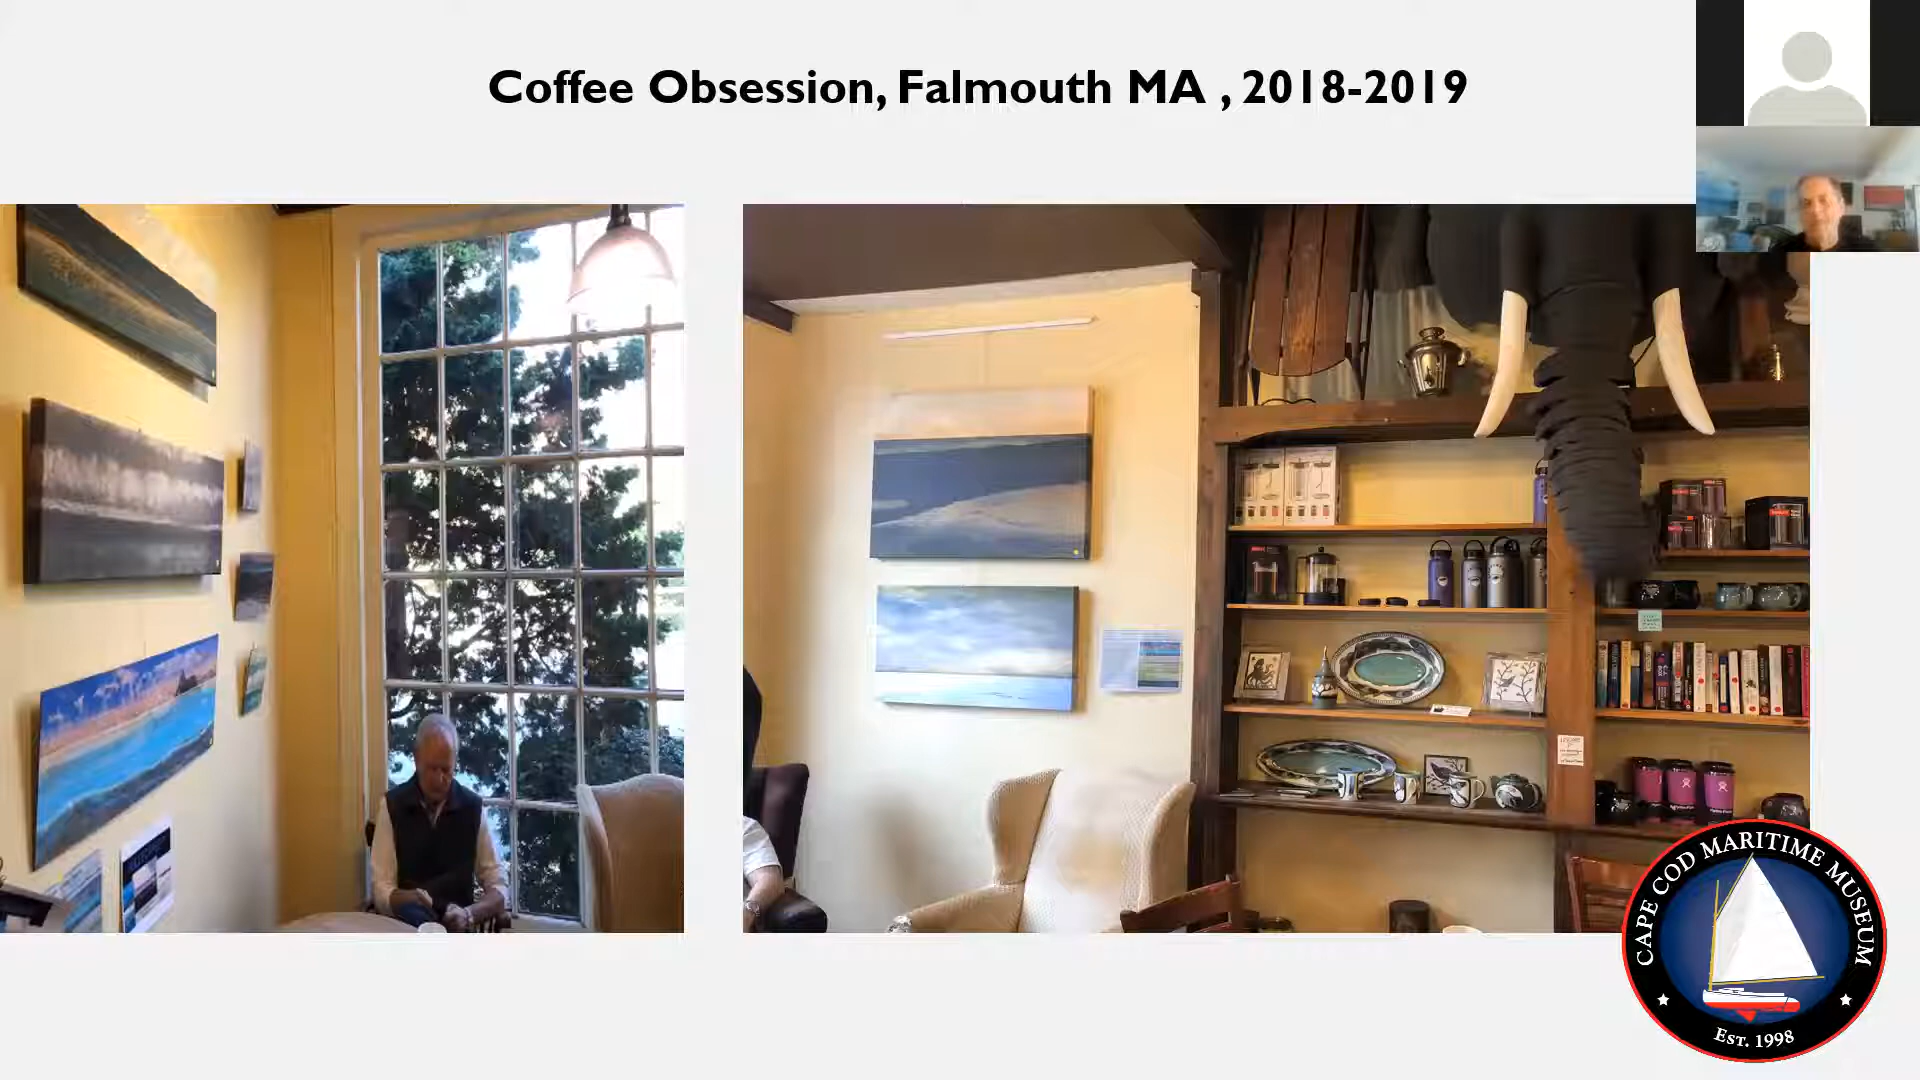 Coffee Obsession, Falmouth MA , 2018-2019
CAPE COD MARITIME MUSEUM
EST. 1998